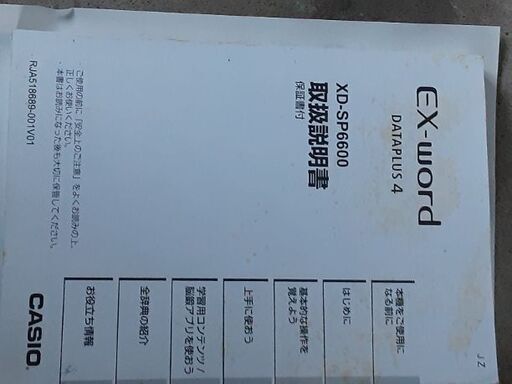 EX-word
DATAPLUS 4
XD-SP6600
取扱説明書
保証書付
・ご使用の前に「安全上のご注意」をよくお読みの上、
正しくお使いください。
・本書はお読みになった後も大切に保管してください。
RJA518689-001V01
本機をご使用に
なる前に
はじめに
基本的な操作を
覚えよう
上手に使おう
学習用コンテンツ/
脳鍛アプリを使おう
全辞典の紹介
お役立ち情報
CASIO
JZ